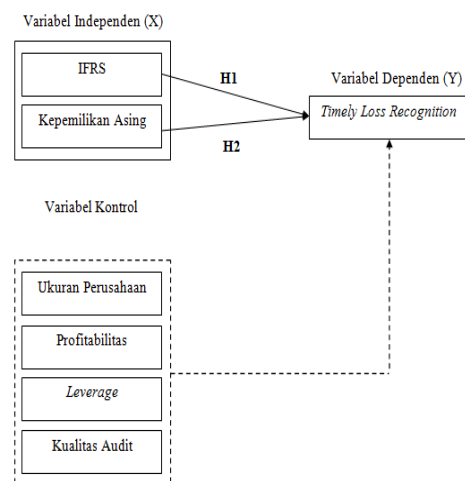 Variabel Independen (X)
IFRS
Kepemilikan Asing
H1
H2
Variabel Dependen (Y)
Timely Loss Recognition
Variabel Kontrol
Ukuran Perusahaan
Profitabilitas
Leverage
Kualitas Audit